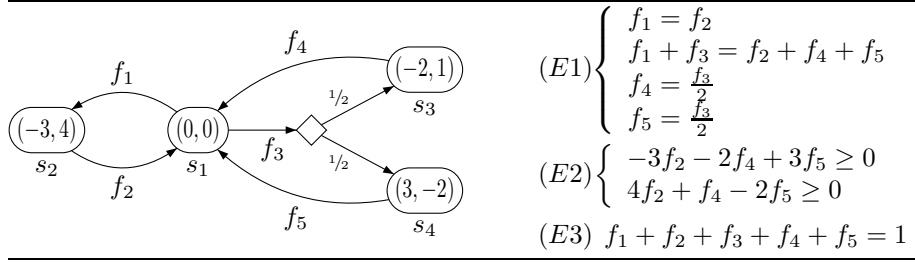 f₄
f₁
(−2, 1)
s₃
½
(−3, 4)
s₂
(0, 0)
s₁
f₃
½
f₂
(3, −2)
s₄
f₅
(E1) { f₁ = f₂
f₁ + f₃ = f₂ + f₄ + f₅
f₄ = f₃/2
f₅ = f₃/2
(E2) { −3f₂ − 2f₄ + 3f₅ ≥ 0
4f₂ + f₄ − 2f₅ ≥ 0
(E3) f₁ + f₂ + f₃ + f₄ + f₅ = 1